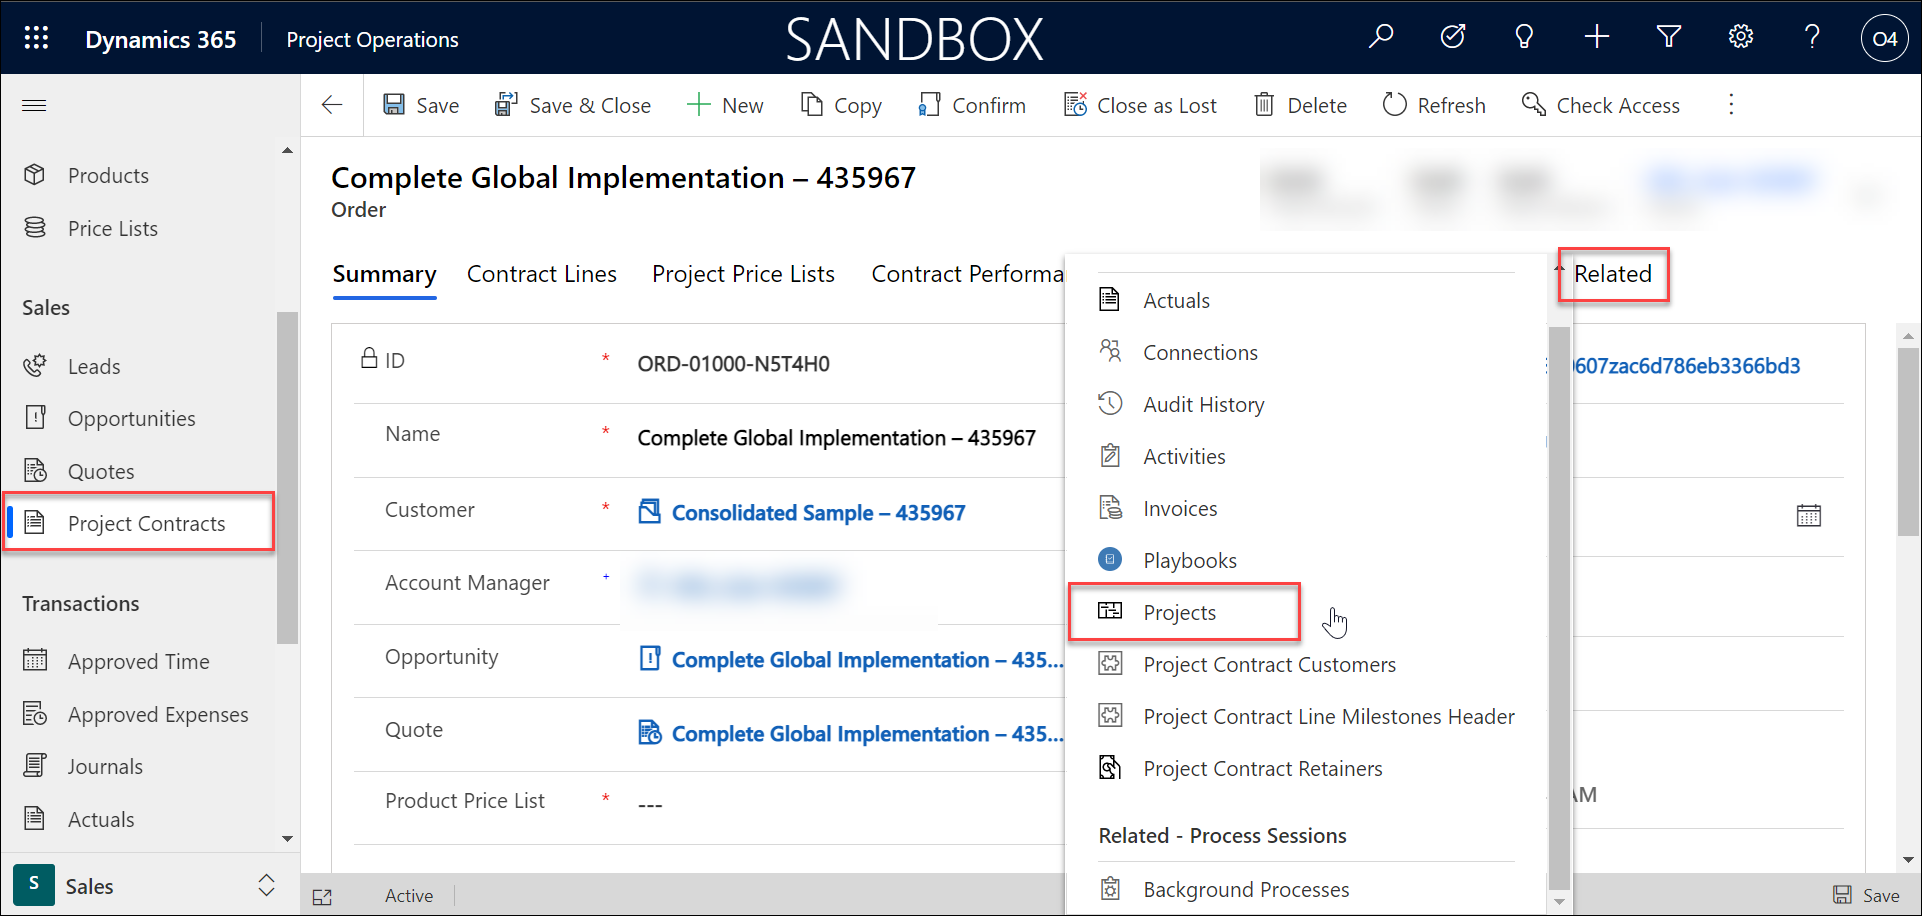 Dynamics 365
Project Operations
SANDBOX
O4
Save
Save & Close
New
Copy
Confirm
Close as Lost
Delete
Refresh
Check Access
Products
Price Lists
Sales
Leads
Opportunities
Quotes
Project Contracts
Transactions
Approved Time
Approved Expenses
Journals
Actuals
S
Sales
Complete Global Implementation – 435967
Order
Summary
Contract Lines
Project Price Lists
Contract Performa
Related
ID
*
ORD-01000-N5T4H0
0607zac6d786eb3366bd3
Name
*
Complete Global Implementation – 435967
Customer
*
Consolidated Sample – 435967
Account Manager
+
Opportunity
Complete Global Implementation – 435...
Quote
Complete Global Implementation – 435...
Product Price List
*
---
AM
Actuals
Connections
Audit History
Activities
Invoices
Playbooks
Projects
Project Contract Customers
Project Contract Line Milestones Header
Project Contract Retainers
Related - Process Sessions
Background Processes
Active
Save